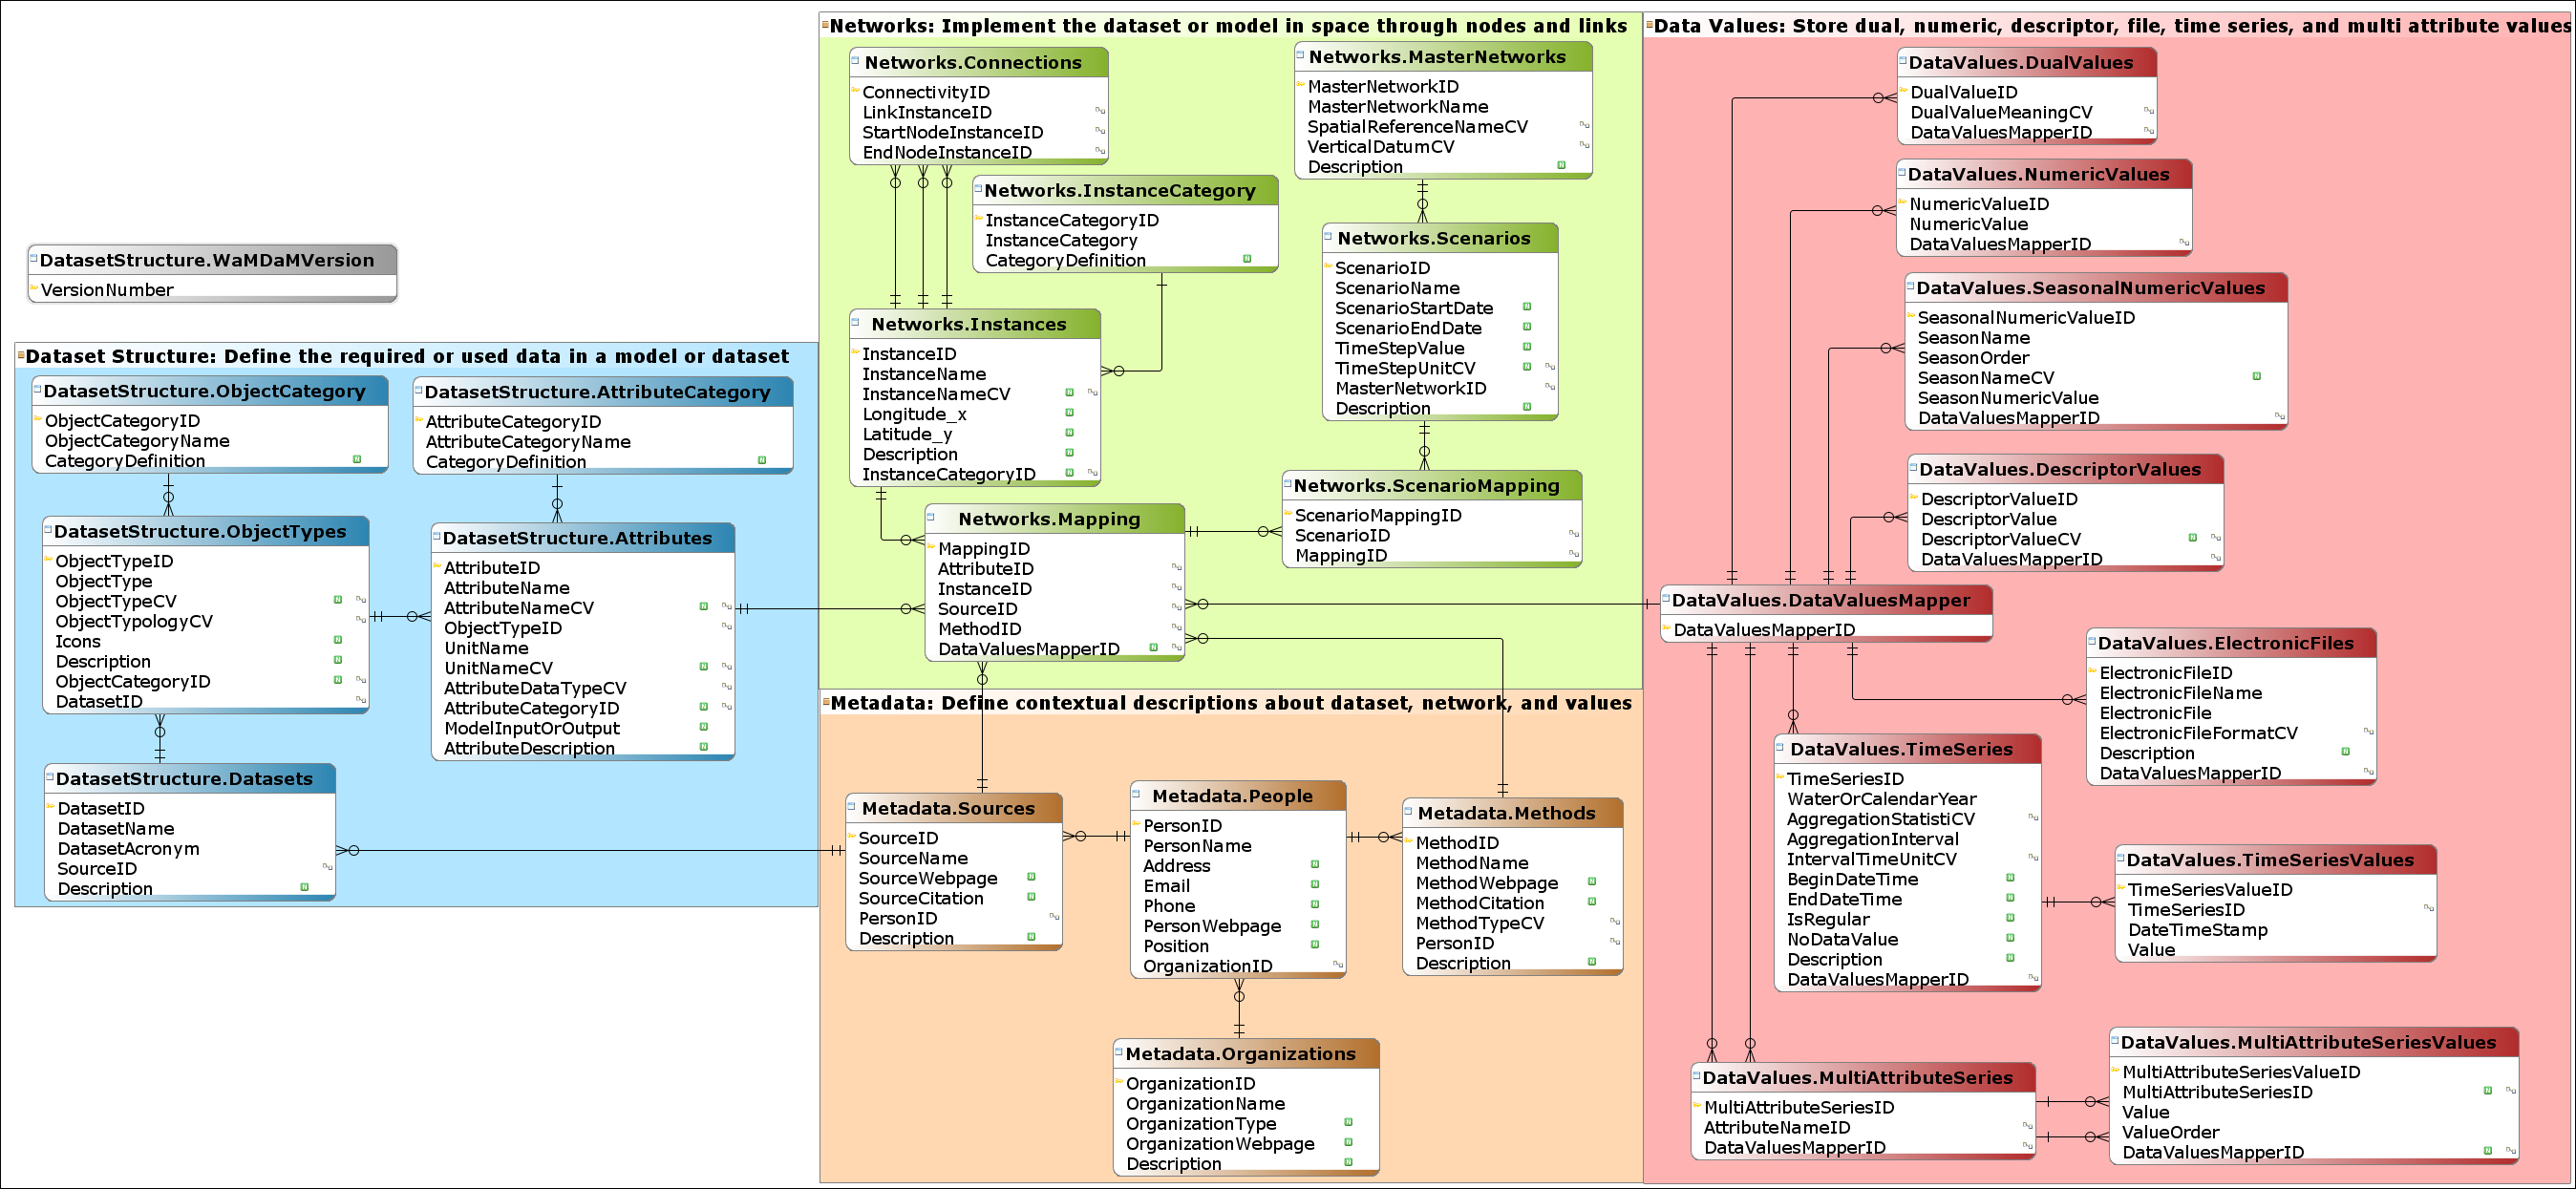 DatasetStructure.WaMDaMVersion
VersionNumber
Dataset Structure: Define the required or used data in a model or dataset
DatasetStructure.ObjectCategory
ObjectCategoryID
ObjectCategoryName
CategoryDefinition
DatasetStructure.AttributeCategory
AttributeCategoryID
AttributeCategoryName
CategoryDefinition
DatasetStructure.ObjectTypes
ObjectTypeID
ObjectType
ObjectTypeCV
ObjectTypologyCV
Icons
Description
ObjectCategoryID
DatasetID
DatasetStructure.Attributes
AttributeID
AttributeName
AttributeNameCV
ObjectTypeID
UnitName
UnitNameCV
AttributeDataTypeCV
AttributeCategoryID
ModelInputOrOutput
AttributeDescription
DatasetStructure.Datasets
DatasetID
DatasetName
DatasetAcronym
SourceID
Description
Networks: Implement the dataset or model in space through nodes and links
Networks.Connections
ConnectivityID
LinkInstanceID
StartNodeInstanceID
EndNodeInstanceID
Networks.MasterNetworks
MasterNetworkID
MasterNetworkName
SpatialReferenceNameCV
VerticalDatumCV
Description
Networks.InstanceCategory
InstanceCategoryID
InstanceCategory
CategoryDefinition
Networks.Scenarios
ScenarioID
ScenarioName
ScenarioStartDate
ScenarioEndDate
TimeStepValue
TimeStepUnitCV
MasterNetworkID
Description
Networks.Instances
InstanceID
InstanceName
InstanceNameCV
Longitude_x
Latitude_y
Description
InstanceCategoryID
Networks.ScenarioMapping
ScenarioMappingID
ScenarioID
MappingID
Networks.Mapping
MappingID
AttributeID
InstanceID
SourceID
MethodID
DataValuesMapperID
Metadata: Define contextual descriptions about dataset, network, and values
Metadata.Sources
SourceID
SourceName
SourceWebpage
SourceCitation
PersonID
Description
Metadata.People
PersonID
PersonName
Address
Email
Phone
PersonWebpage
Position
OrganizationID
Metadata.Methods
MethodID
MethodName
MethodWebpage
MethodCitation
MethodTypeCV
PersonID
Description
Metadata.Organizations
OrganizationID
OrganizationName
OrganizationType
OrganizationWebpage
Description
Data Values: Store dual, numeric, descriptor, file, time series, and multi attribute values
DataValues.DualValues
DualValueID
DualValueMeaningCV
DataValuesMapperID
DataValues.NumericValues
NumericValueID
NumericValue
DataValuesMapperID
DataValues.SeasonalNumericValues
SeasonalNumericValueID
SeasonName
SeasonOrder
SeasonNameCV
SeasonNumericValue
DataValuesMapperID
DataValues.DescriptorValues
DescriptorValueID
DescriptorValue
DescriptorValueCV
DataValuesMapperID
DataValues.DataValuesMapper
DataValuesMapperID
DataValues.ElectronicFiles
ElectronicFileID
ElectronicFileName
ElectronicFile
ElectronicFileFormatCV
Description
DataValuesMapperID
DataValues.TimeSeries
TimeSeriesID
WaterOrCalendarYear
AggregationStatistiCV
AggregationInterval
IntervalTimeUnitCV
BeginDateTime
EndDateTime
IsRegular
NoDataValue
Description
DataValuesMapperID
DataValues.TimeSeriesValues
TimeSeriesValueID
TimeSeriesID
DateTimeStamp
Value
DataValues.MultiAttributeSeries
MultiAttributeSeriesID
AttributeNameID
DataValuesMapperID
DataValues.MultiAttributeSeriesValues
MultiAttributeSeriesValueID
MultiAttributeSeriesID
Value
ValueOrder
DataValuesMapperID